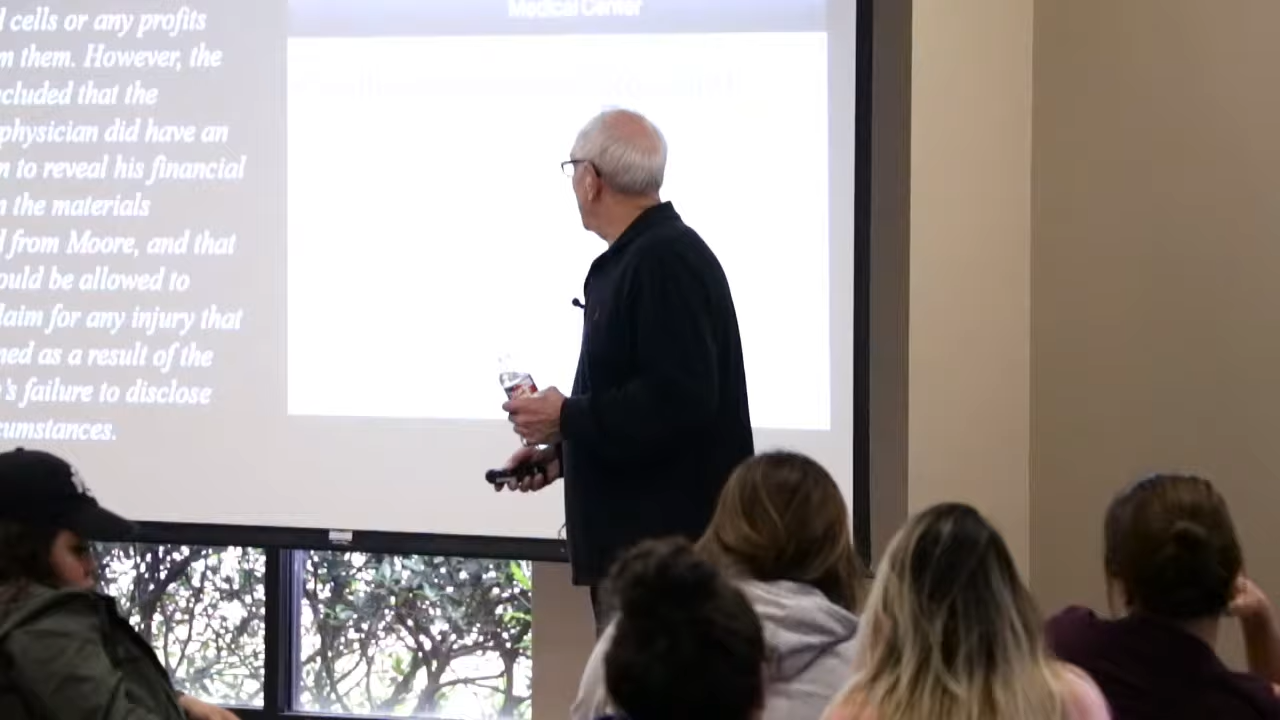 cells or any profits
them. However, the
cluded that the
physician did have an
to reveal his financial
the materials
from Moore, and that
ould be allowed to
laim for any injury that
ned as a result of the
's failure to disclose
cumstances.
Medical Center